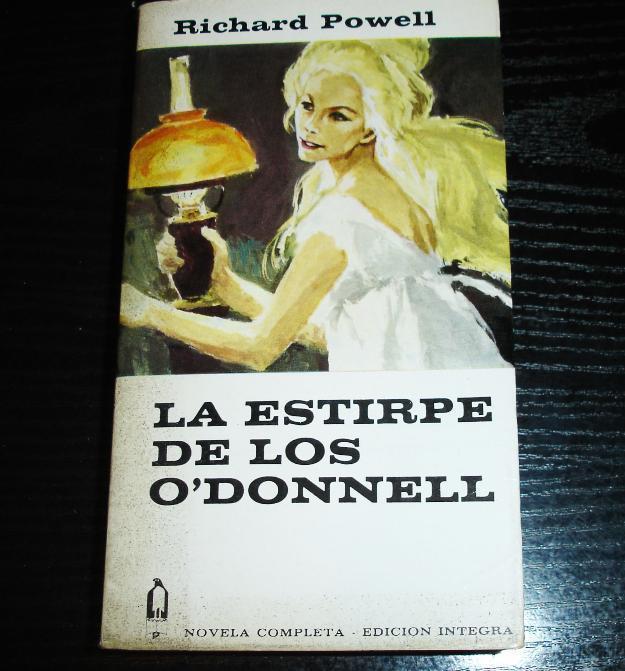 Richard Powell
LA ESTIRPE
DE LOS
O'DONNELL
P
NOVELA COMPLETA · EDICION INTEGRA